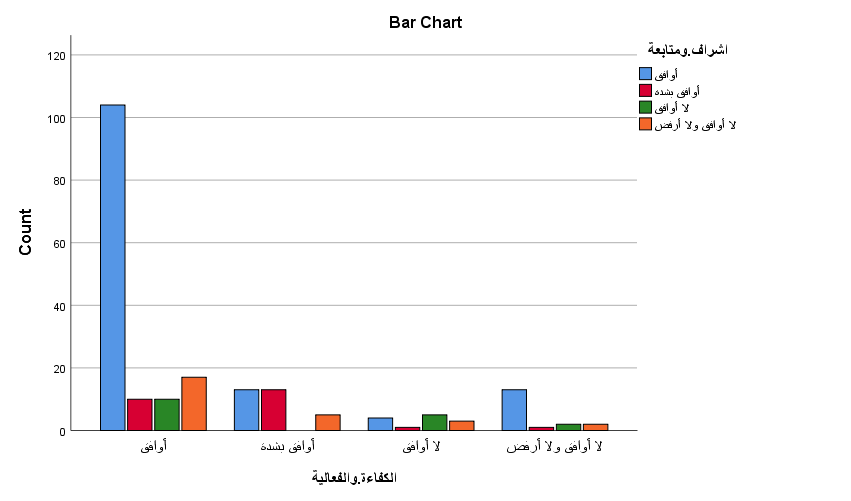 Bar Chart
اشراف.ومتابعة
أوافق
أوافق بشدة
لا أوافق
لا أوافق ولا أرفض
120
100
80
60
40
20
0
Count
أوافق
أوافق بشدة
لا أوافق
لا أوافق ولا أرفض
الكفاءة.والفعالية